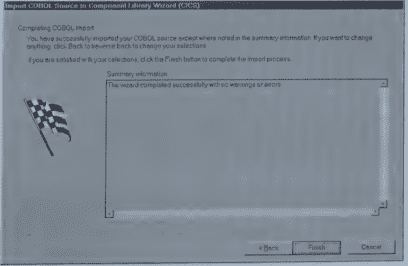 Import COBOL Source to Component Library Wizard (CICS)
Completing COBOL Import
You have successfully imported your COBOL source except where noted in the summary information. If you want to change
anything, click Back to traverse back to change your selections.
If you are satisfied with your selections, click the Finish button to complete the import process.
Summary information
The wizard completed successfully with no warnings or errors
< Back
Finish
Cancel